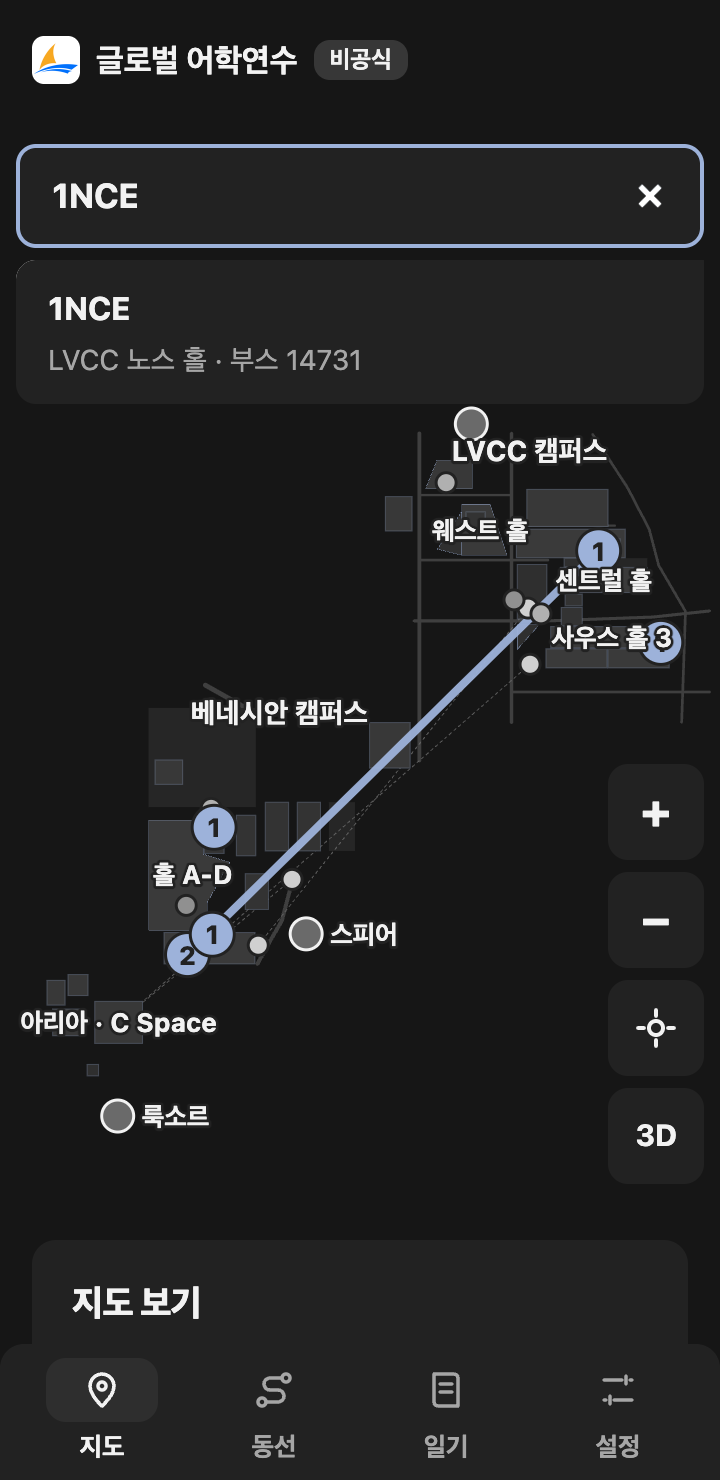 글로벌 어학연수 비공식
1NCE
1NCE
LVCC 노스 홀 · 부스 14731
LVCC 캠퍼스
웨스트 홀
1
센트럴 홀
사우스 홀 3
베네시안 캠퍼스
1
홀 A-D
1
2
스피어
아리아 · C Space
룩소르
3D
지도 보기
지도
동선
일기
설정